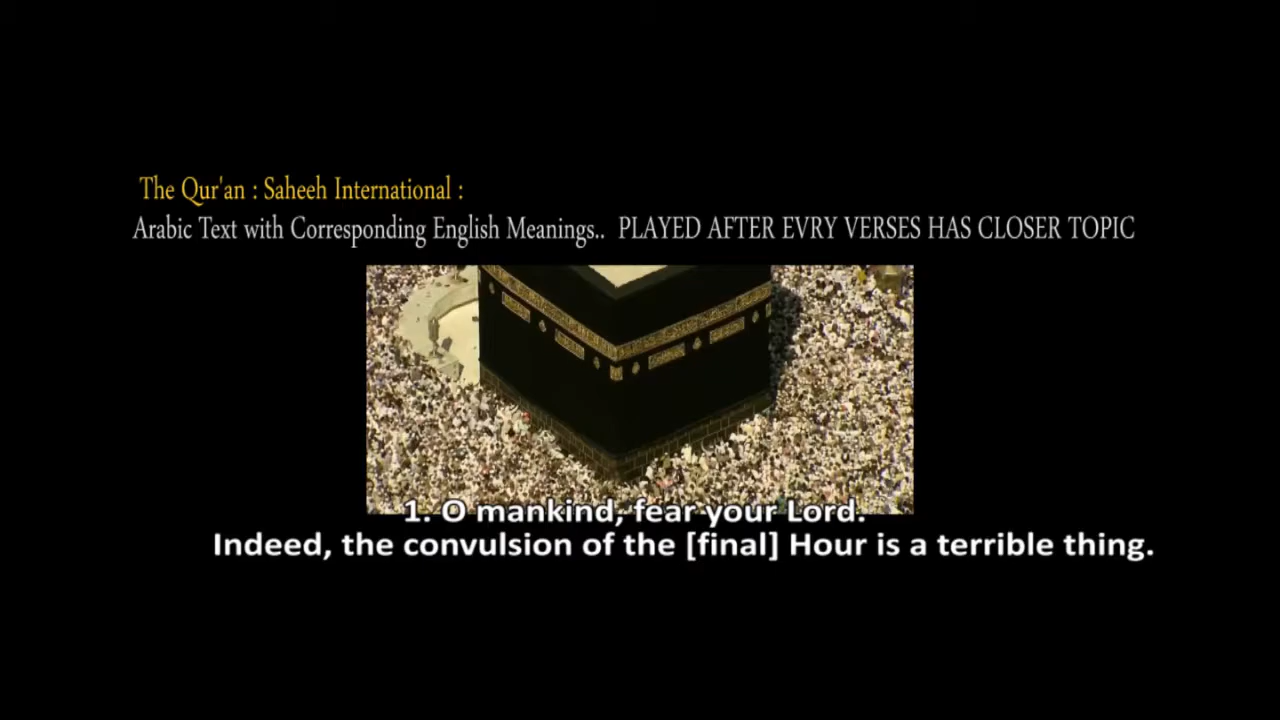 The Qur'an : Saheeh International :
Arabic Text with Corresponding English Meanings.. PLAYED AFTER EVRY VERSES HAS CLOSER TOPIC
1. O mankind, fear your Lord.
Indeed, the convulsion of the [final] Hour is a terrible thing.